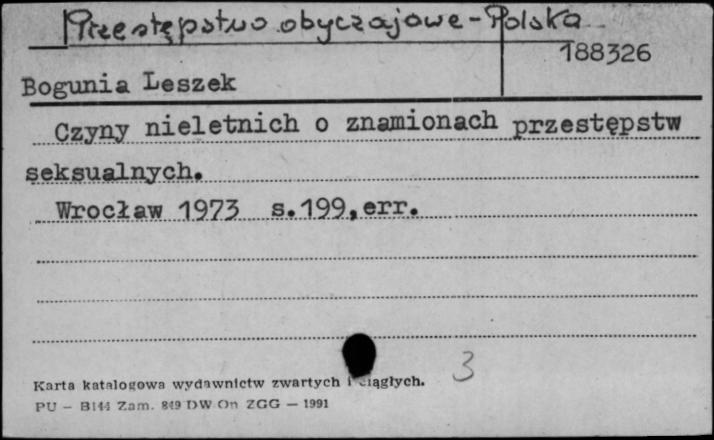 Przestępstwo obyczajowe - Polska
188326
Bogunia Leszek
Czyny nieletnich o znamionach przestępstw
seksualnych.
Wrocław 1973 s.199,err.
3
Karta katalogowa wydawnictw zwartych i ciągłych.
PU — B144 Zam. 849 DW On ZGG — 1991